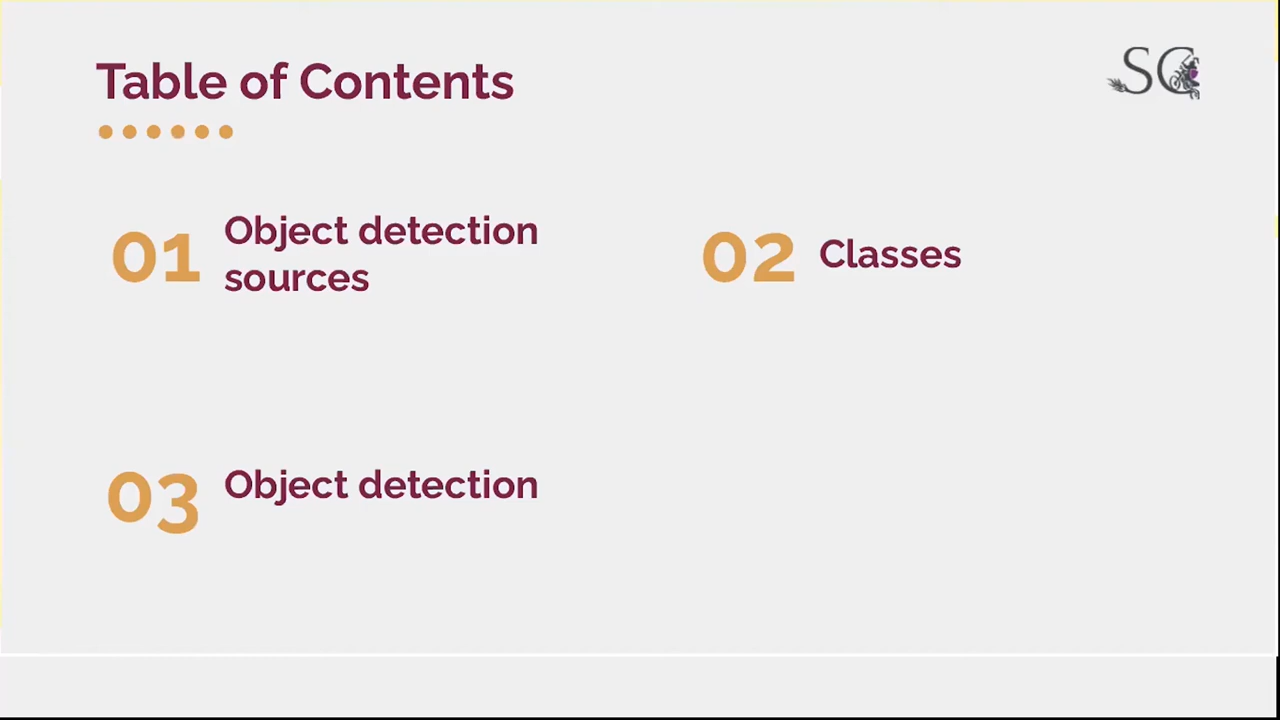 Table of Contents
SC
01
Object detection
sources
02
Classes
03
Object detection